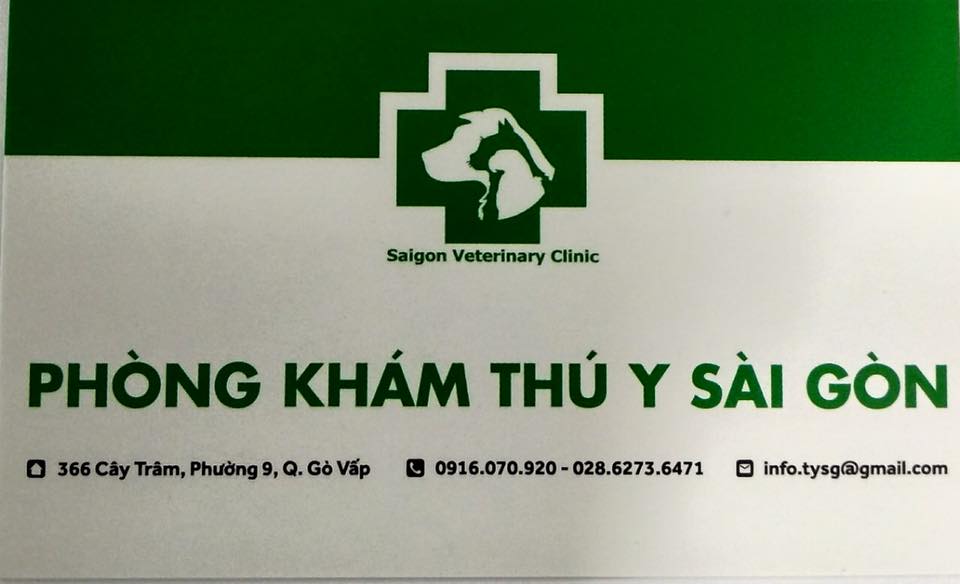 Saigon Veterinary Clinic
PHÒNG KHÁM THÚ Y SÀI GÒN
366 Cây Trâm, Phường 9, Q. Gò Vấp 0916.070.920 - 028.6273.6471 info.tysg@gmail.com